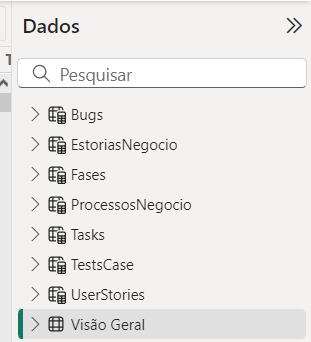 Dados
Pesquisar
Bugs
EstoriasNegocio
Fases
ProcessosNegocio
Tasks
TestsCase
UserStories
Visão Geral